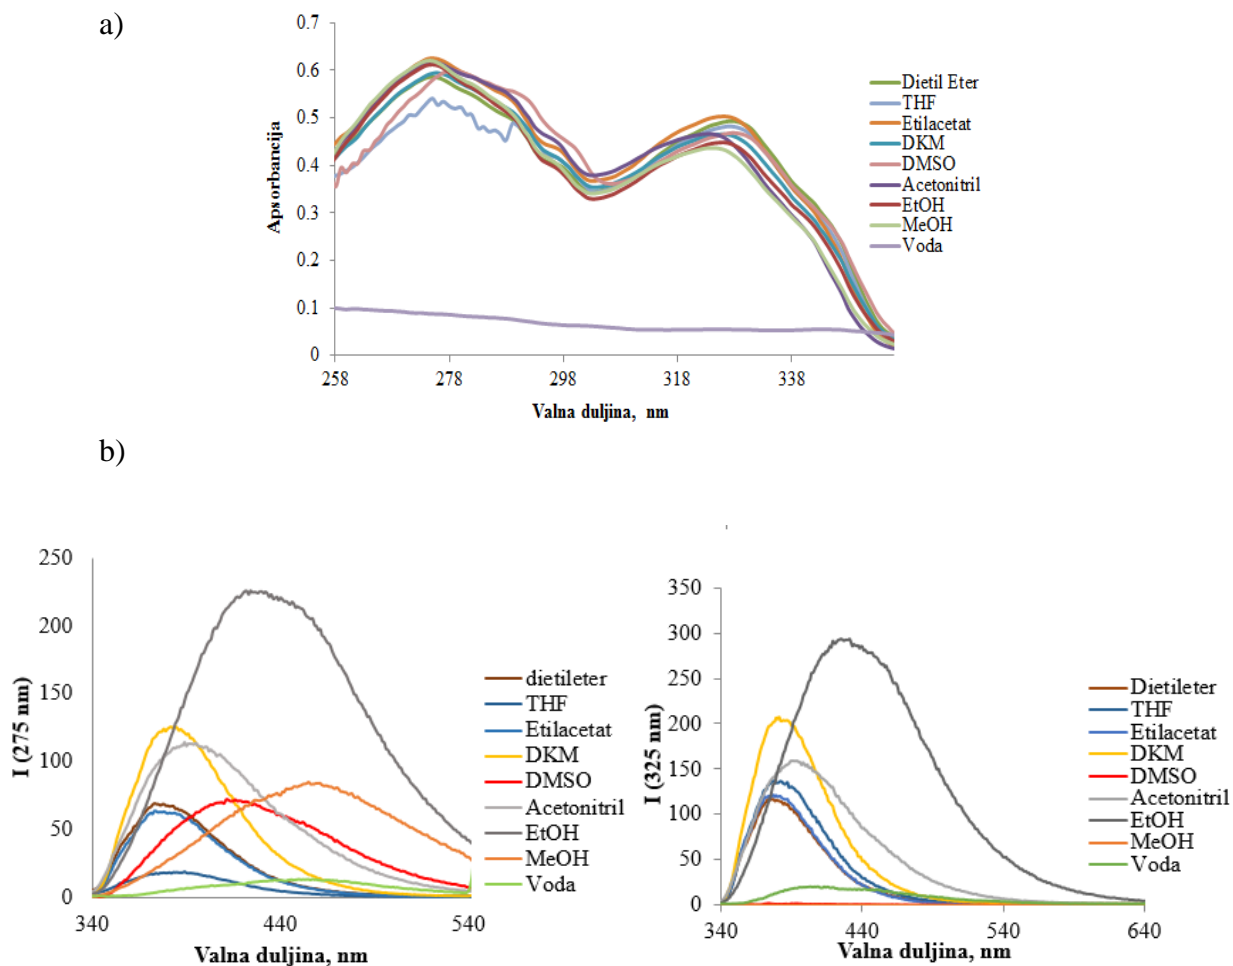 a)
0.7
0.6
0.5
0.4
0.3
0.2
0.1
0
Apsorbancija
258
278
298
318
338
Valna duljina, nm
Dietil Eter
THF
Etilacetat
DKM
DMSO
Acetonitril
EtOH
MeOH
Voda
b)
250
200
150
100
50
0
I (275 nm)
340
440
540
Valna duljina, nm
dietileter
THF
Etilacetat
DKM
DMSO
Acetonitril
EtOH
MeOH
Voda
350
300
250
200
150
100
50
0
I (325 nm)
340
440
540
640
Valna duljina, nm
Dietileter
THF
Etilacetat
DKM
DMSO
Acetonitril
EtOH
MeOH
Voda